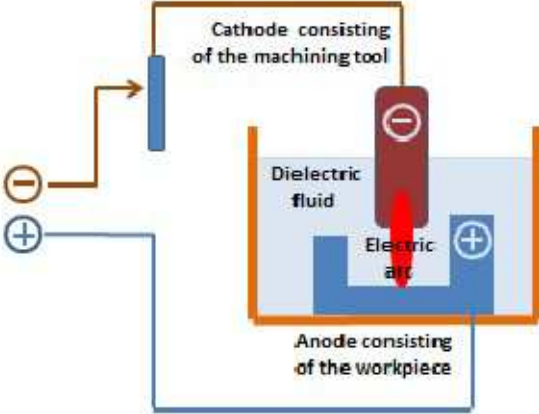 Cathode consisting
of the machining tool
Dielectric
fluid
Electric
arc
Anode consisting
of the workpiece